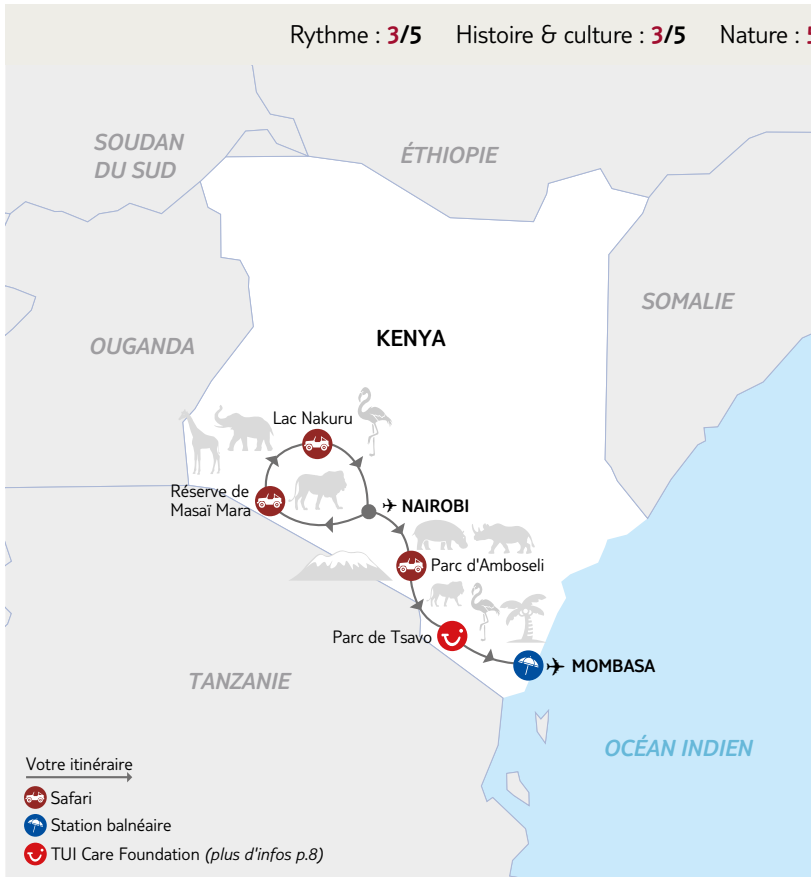 Rythme : 3/5 Histoire & culture : 3/5 Nature : 5
SOUDAN
DU SUD
ÉTHIOPIE
SOMALIE
OUGANDA
KENYA
Lac Nakuru
Réserve de
Masaï Mara
NAIROBI
Parc d'Amboseli
Parc de Tsavo
MOMBASA
TANZANIE
OCÉAN INDIEN
Votre itinéraire
Safari
Station balnéaire
TUI Care Foundation (plus d'infos p.8)